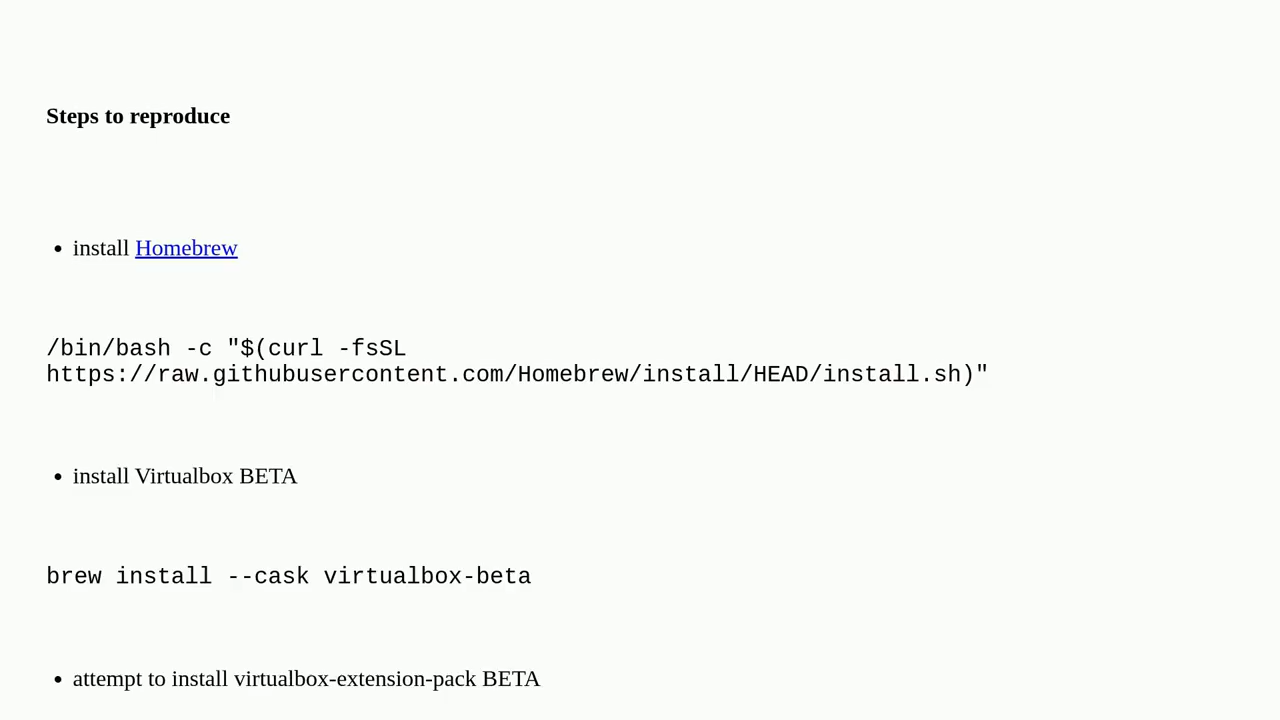 Steps to reproduce
• install Homebrew
/bin/bash -c "$(curl -fsSL
https://raw.githubusercontent.com/Homebrew/install/HEAD/install.sh)"
• install Virtualbox BETA
brew install --cask virtualbox-beta
• attempt to install virtualbox-extension-pack BETA